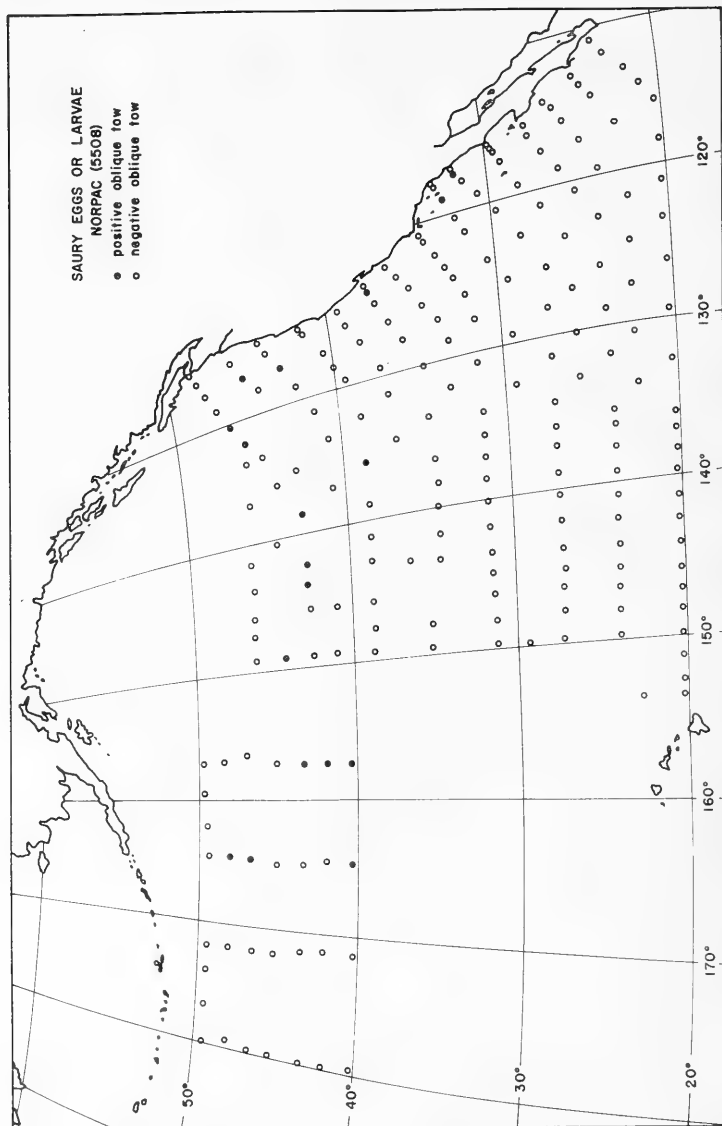 SAURY EGGS OR LARVAE
NORPAC (5508)
● positive oblique tow
○ negative oblique tow
50°
40°
30°
20°
170°
160°
150°
140°
130°
120°